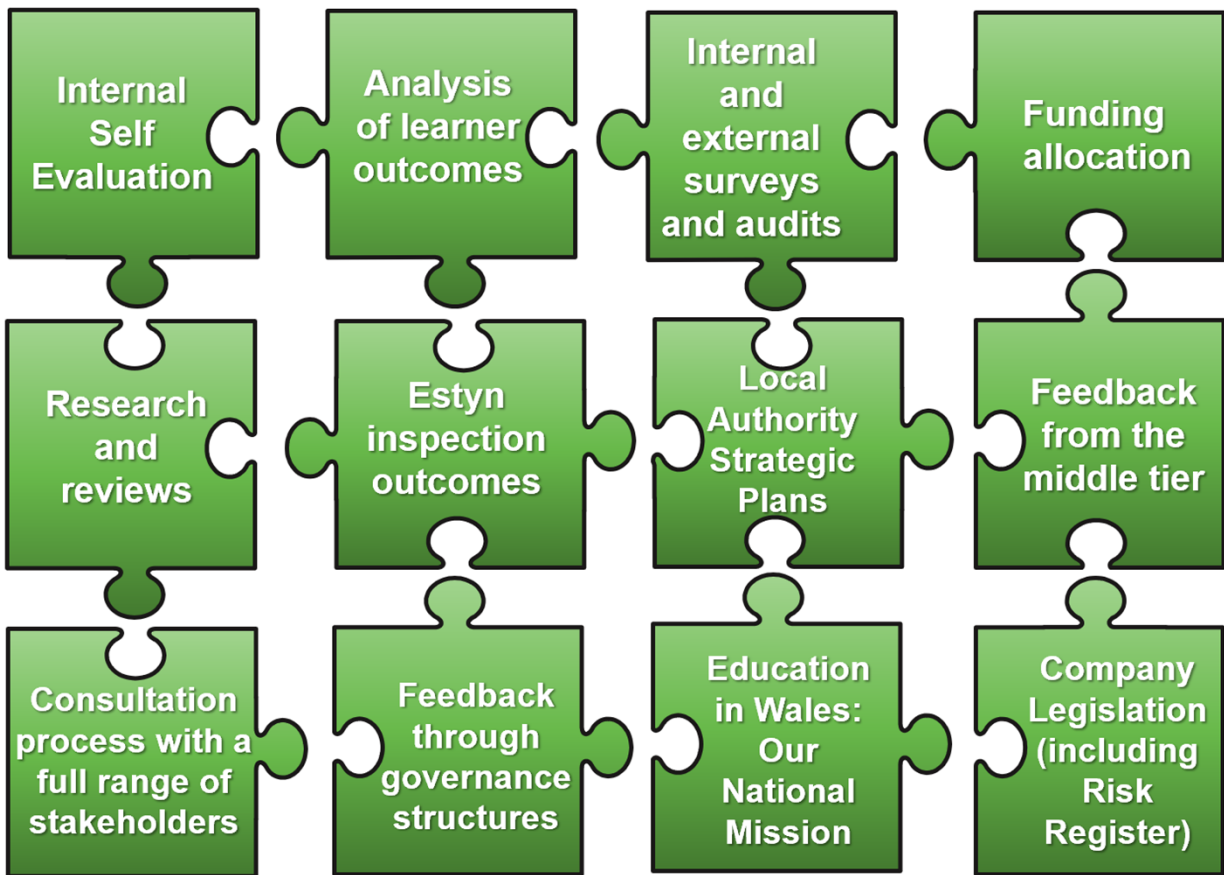 Internal
Self
Evaluation
Analysis
of learner
outcomes
Internal
and
external
surveys
and audits
Funding
allocation
Research
and
reviews
Estyn
inspection
outcomes
Local
Authority
Strategic
Plans
Feedback
from the
middle tier
Consultation
process with a
full range of
stakeholders
Feedback
through
governance
structures
Education
in Wales:
Our
National
Mission
Company
Legislation
(including
Risk
Register)